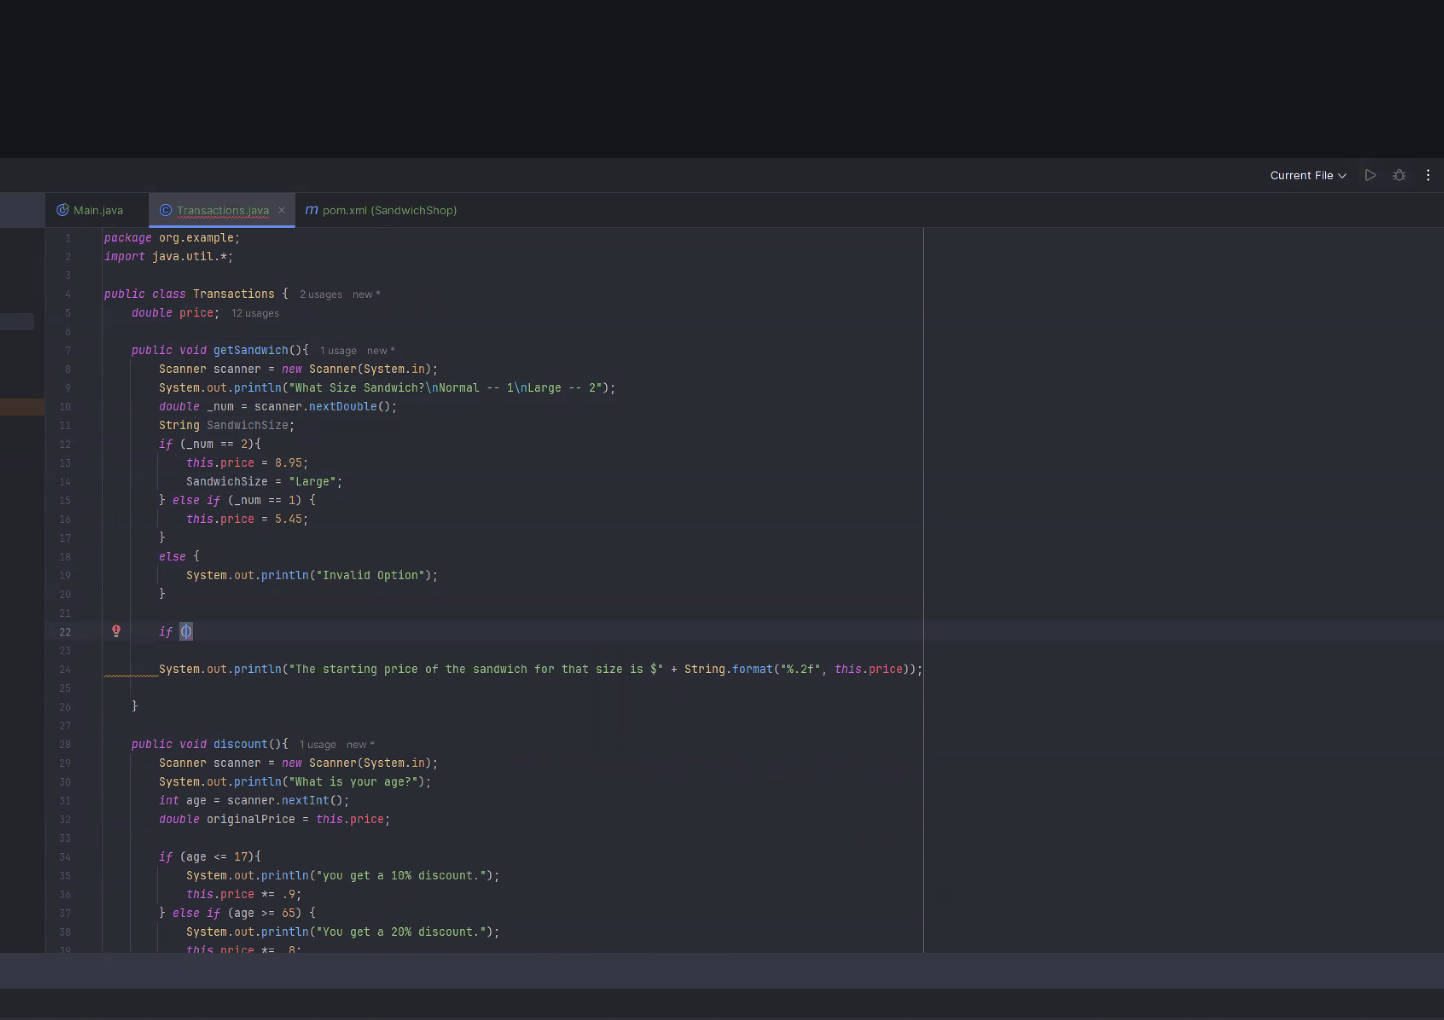 Current File
Main.java
Transactions.java
pom.xml (SandwichShop)
1 package org.example;
2 import java.util.*;
3
4 public class Transactions { 2 usages new *
5 double price; 12 usages
6
7 public void getSandwich(){ 1 usage new *
8 Scanner scanner = new Scanner(System.in);
9 System.out.println("What Size Sandwich?\nNormal -- 1\nLarge -- 2");
10 double _num = scanner.nextDouble();
11 String SandwichSize;
12 if (_num == 2){
13 this.price = 8.95;
14 SandwichSize = "Large";
15 } else if (_num == 1) {
16 this.price = 5.45;
17 }
18 else {
19 System.out.println("Invalid Option");
20 }
21
22 if ()
23
24 System.out.println("The starting price of the sandwich for that size is $" + String.format("%.2f", this.price));
25
26 }
27
28 public void discount(){ 1 usage new *
29 Scanner scanner = new Scanner(System.in);
30 System.out.println("What is your age?");
31 int age = scanner.nextInt();
32 double originalPrice = this.price;
33
34 if (age <= 17){
35 System.out.println("you get a 10% discount.");
36 this.price *= .9;
37 } else if (age >= 65) {
38 System.out.println("You get a 20% discount.");
39 this.price *= .8;